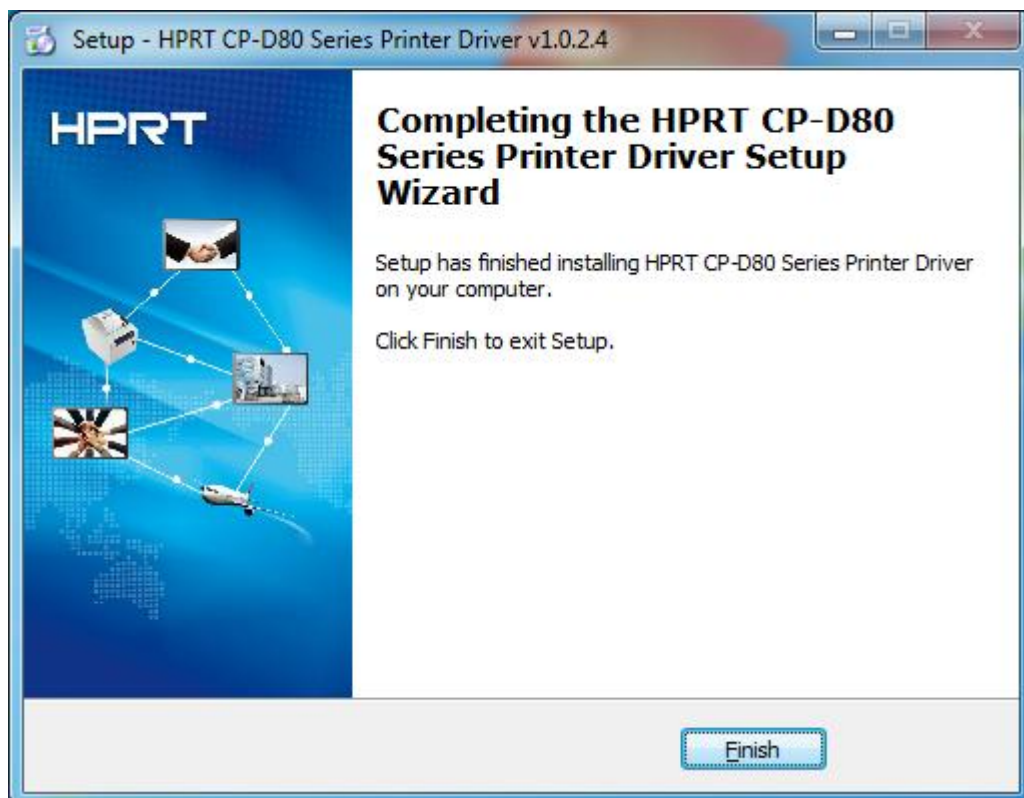 Setup - HPRT CP-D80 Series Printer Driver v1.0.2.4
HPRT
Completing the HPRT CP-D80
Series Printer Driver Setup
Wizard
Setup has finished installing HPRT CP-D80 Series Printer Driver
on your computer.
Click Finish to exit Setup.
Finish